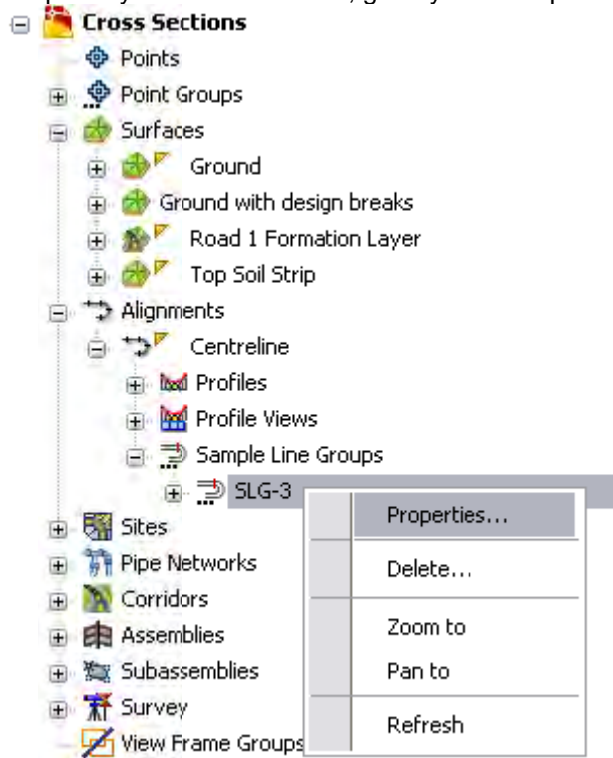 Cross Sections
Points
Point Groups
Surfaces
Ground
Ground with design breaks
Road 1 Formation Layer
Top Soil Strip
Alignments
Centreline
Profiles
Profile Views
Sample Line Groups
SLG-3
Sites
Pipe Networks
Corridors
Assemblies
Subassemblies
Survey
View Frame Groups
Properties...
Delete...
Zoom to
Pan to
Refresh